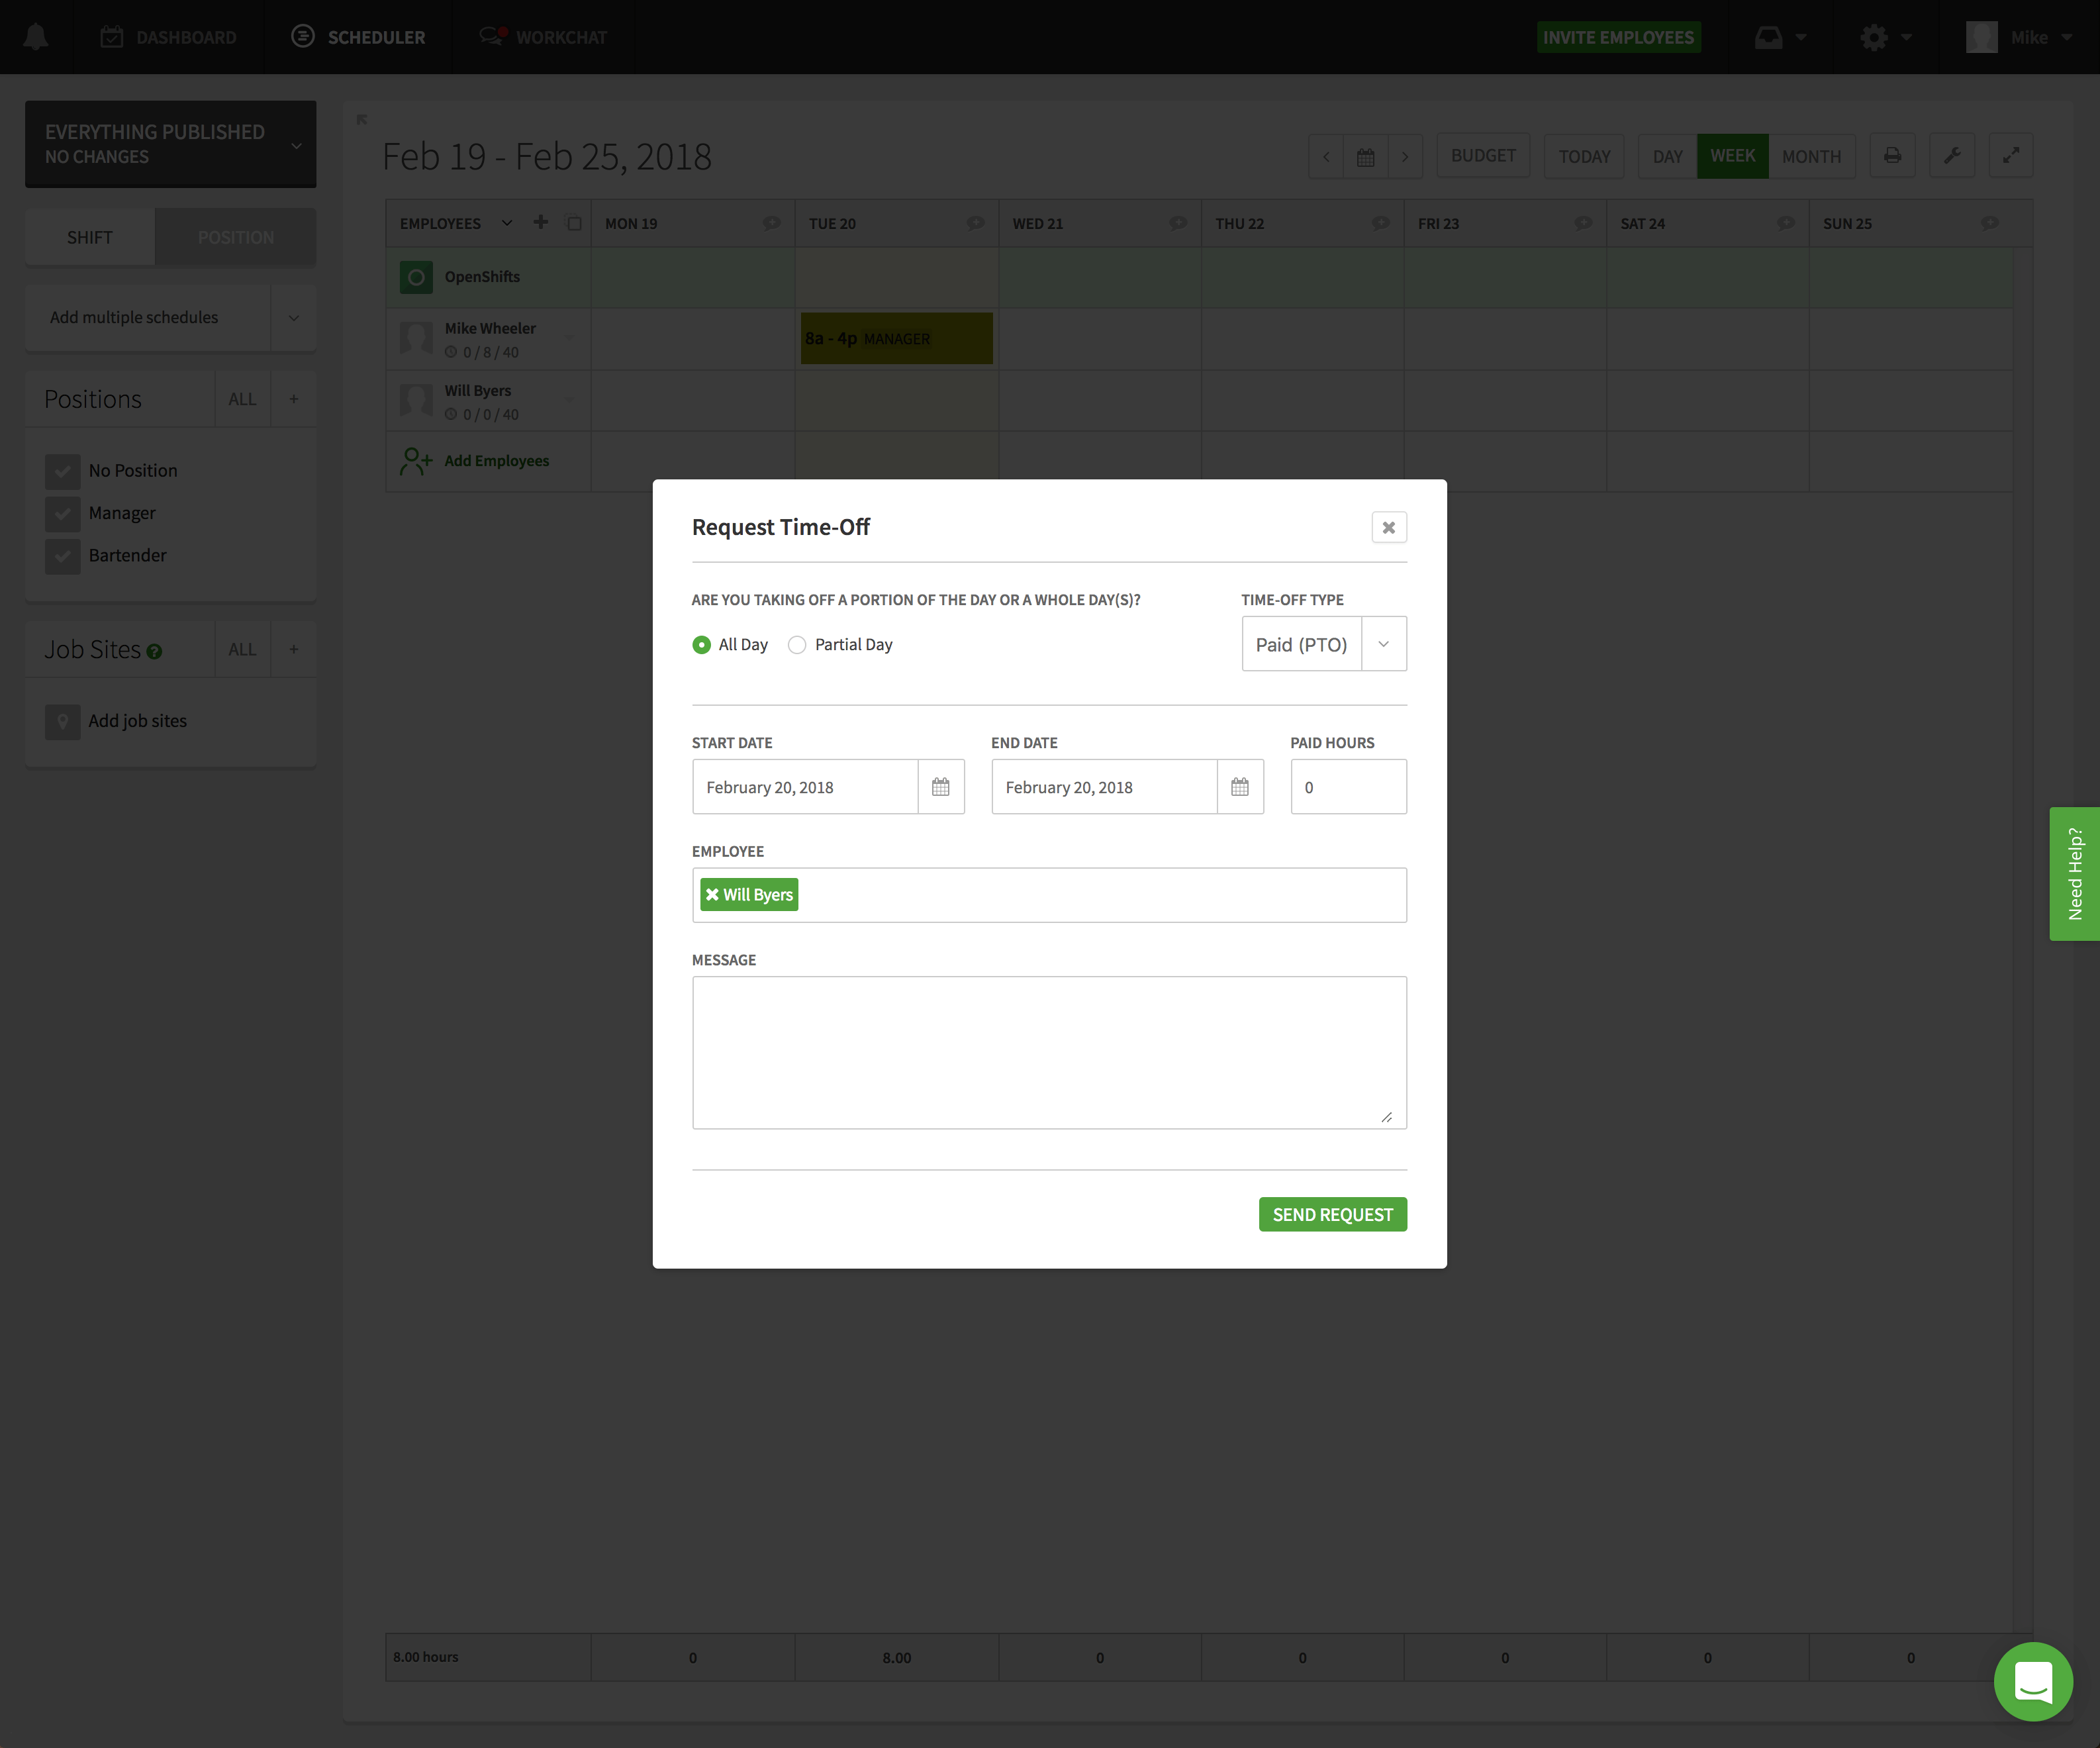 DASHBOARD
SCHEDULER
WORKCHAT
INVITE EMPLOYEES
Mike
EVERYTHING PUBLISHED
NO CHANGES
SHIFT
POSITION
Add multiple schedules
Positions
ALL
+
No Position
Manager
Bartender
Job Sites
?
ALL
+
Add job sites
Feb 19 - Feb 25, 2018
BUDGET
TODAY
DAY
WEEK
MONTH
EMPLOYEES
MON 19
TUE 20
WED 21
THU 22
FRI 23
SAT 24
SUN 25
OpenShifts
Mike Wheeler
0 / 8 / 40
8a - 4p MANAGER
Will Byers
0 / 0 / 40
Add Employees
Request Time-Off
ARE YOU TAKING OFF A PORTION OF THE DAY OR A WHOLE DAY(S)?
All Day
Partial Day
TIME-OFF TYPE
Paid (PTO)
START DATE
February 20, 2018
END DATE
February 20, 2018
PAID HOURS
0
EMPLOYEE
Will Byers
MESSAGE
SEND REQUEST
Need Help?
8.00 hours
0
8.00
0
0
0
0
0